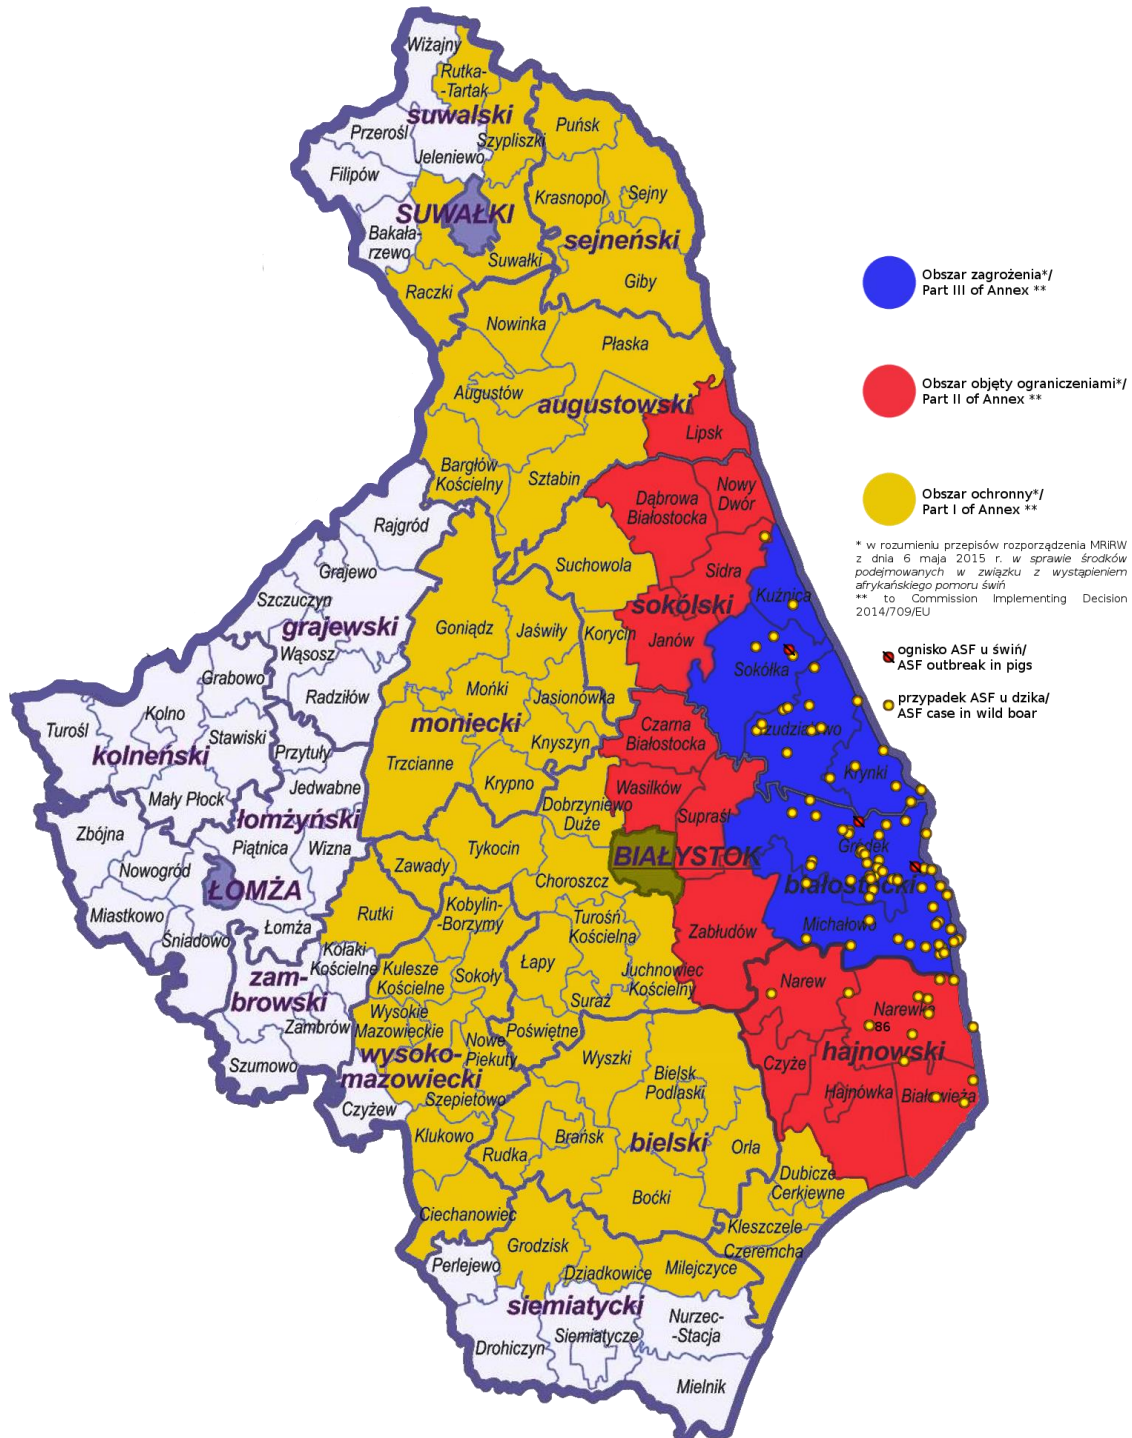 Wiżajny
Rutka-
-Tartak
suwalski
Przerośl
Szypliszki
Puńsk
Jeleniewo
Filipów
Krasnopol
Sejny
SUWAŁKI
Bakała-
rzewo
sejneński
Suwałki
Giby
Raczki
Nowinka
Płaska
Augustów
augustowski
Lipsk
Bargłów
Kościelny
Sztabin
Nowy
Dwór
Dąbrowa
Białostocka
Rajgród
Suchowola
Sidra
Grajewo
Kuźnica
Szczuczyn
sokólski
grajewski
Goniądz
Jaświły
Korycin
Janów
Wąsosz
Sokółka
Grabowo
Radziłów
Mońki
Jasionówka
Kolno
moniecki
Czarna
Białostocka
Turośl
Stawiski
Knyszyn
kolneński
Przytuły
Trzcianne
Krynki
Krypno
Jedwabne
Wasilków
Mały Płock
Dobrzyniewo
Duże
Supraśl
łomżyński
Zbójna
Piątnica
Wizna
Tykocin
Gródek
BIAŁYSTOK
Nowogród
Zawady
Choroszcz
białostocki
ŁOMŻA
Kobylin-
Borzymy
Miastkowo
Rutki
Turośń
Kościelna
Michałowo
Łomża
Zabłudów
Śniadowo
Kołaki
Kościelne
Łapy
Kulesze
Kościelne
Sokoły
Juchnowiec
Kościelny
zam-
browski
Narew
Suraż
Narewka
Wysokie
Mazowieckie
86
Zambrów
Poświętne
Nowe
Piekuty
hajnowski
wysoko-
mazowiecki
Wyszki
Czyże
Szumowo
Bielsk
Podlaski
Hajnówka
Białowieża
Szepietowo
Czyżew
Klukowo
Brańsk
bielski
Rudka
Orla
Dubicze
Cerkiewne
Boćki
Ciechanowiec
Kleszczele
Grodzisk
Czeremcha
Perlejewo
Dziadkowice
Milejczyce
siemiatycki
Nurzec-
-Stacja
Siemiatycze
Drohiczyn
Mielnik
Obszar zagrożenia*/
Part III of Annex **
Obszar objęty ograniczeniami*/
Part II of Annex **
Obszar ochronny*/
Part I of Annex **
* w rozumieniu przepisów rozporządzenia MRiRW
z dnia 6 maja 2015 r. w sprawie środków
podejmowanych w związku z wystąpieniem
afrykańskiego pomoru świń
** to Commission Implementing Decision
2014/709/EU
ognisko ASF u świń/
ASF outbreak in pigs
przypadek ASF u dzika/
ASF case in wild boar